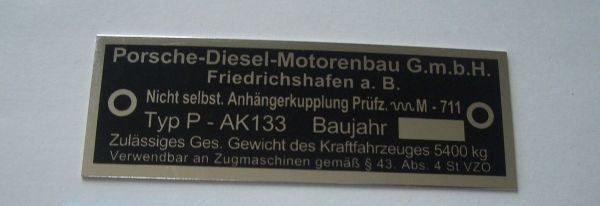 Porsche-Diesel-Motorenbau G.m.b.H.
Friedrichshafen a. B.
Nicht selbst. Anhängerkupplung Prüfz. M - 711
Typ P - AK133 Baujahr
Zulässiges Ges. Gewicht des Kraftfahrzeuges 5400 kg
Verwendbar an Zugmaschinen gemäß § 43. Abs. 4 St VZO